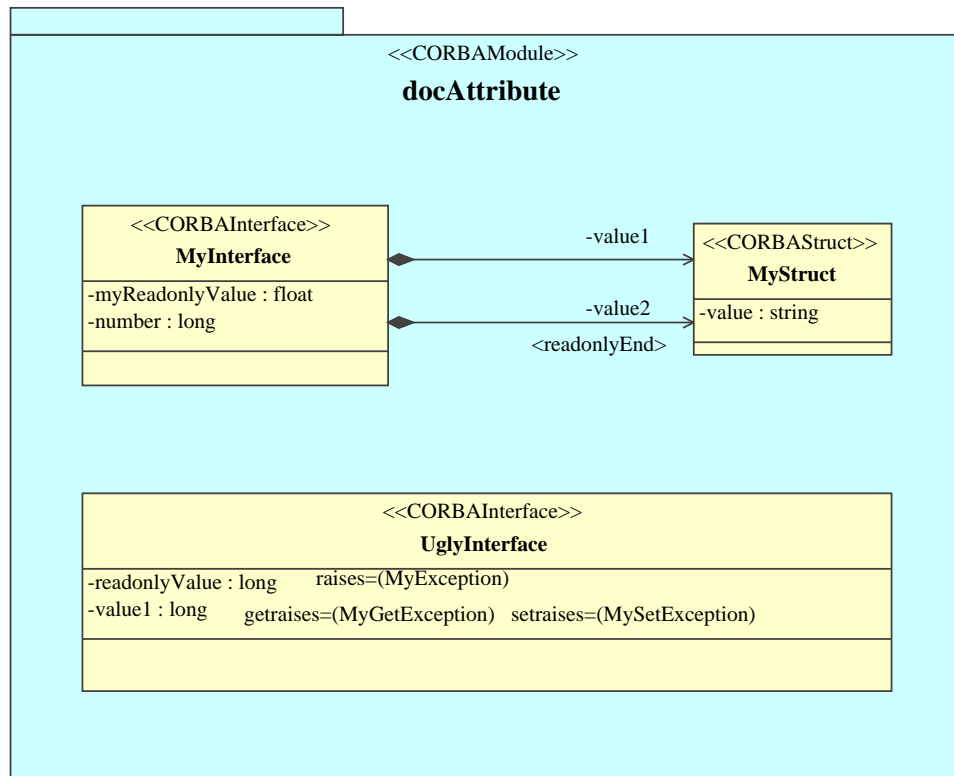 <<CORBAModule>>
docAttribute
<<CORBAInterface>>
MyInterface
-myReadonlyValue : float
-number : long
-value1
-value2
<readonlyEnd>
<<CORBAStruct>>
MyStruct
-value : string
<<CORBAInterface>>
UglyInterface
-readonlyValue : long raises=(MyException)
-value1 : long getraises=(MyGetException) setraises=(MySetException)